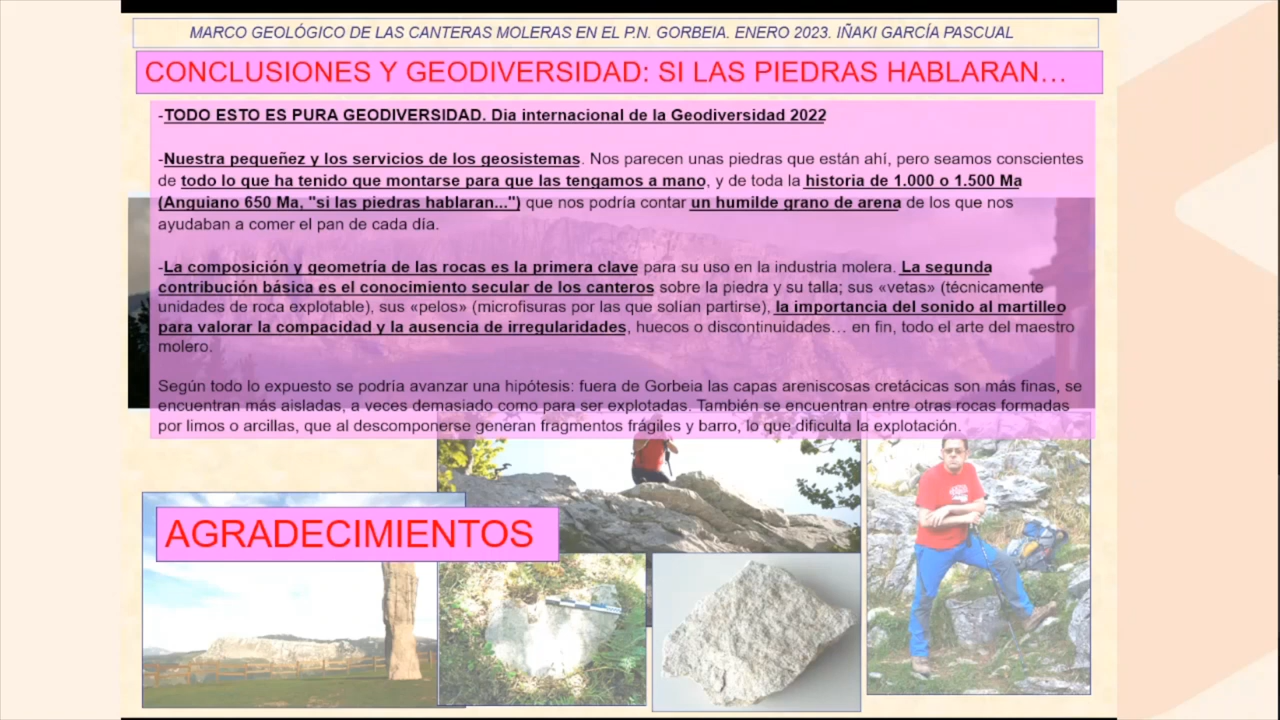 MARCO GEOLÓGICO DE LAS CANTERAS MOLERAS EN EL P.N. GORBEIA. ENERO 2023. IÑAKI GARCÍA PASCUAL
CONCLUSIONES Y GEODIVERSIDAD: SI LAS PIEDRAS HABLARAN…
-TODO ESTO ES PURA GEODIVERSIDAD. Dia internacional de la Geodiversidad 2022
-Nuestra pequeñez y los servicios de los geosistemas. Nos parecen unas piedras que están ahí, pero seamos conscientes
de todo lo que ha tenido que montarse para que las tengamos a mano, y de toda la historia de 1.000 o 1.500 Ma
(Anguiano 650 Ma, "si las piedras hablaran...") que nos podría contar un humilde grano de arena de los que nos
ayudaban a comer el pan de cada día.
-La composición y geometria de las rocas es la primera clave para su uso en la industria molera. La segunda
contribución básica es el conocimiento secular de los canteros sobre la piedra y su talla; sus «vetas» (técnicamente
unidades de roca explotable), sus «pelos» (microfisuras por las que solían partirse), la importancia del sonido al martilleo
para valorar la compacidad y la ausencia de irregularidades, huecos o discontinuidades… en fin, todo el arte del maestro
molero.
Según todo lo expuesto se podría avanzar una hipótesis: fuera de Gorbeia las capas areniscosas cretácicas son más finas, se
encuentran más aisladas, a veces demasiado como para ser explotadas. También se encuentran entre otras rocas formadas
por limos o arcillas, que al descomponerse generan fragmentos frágiles y barro, lo que dificulta la explotación.
AGRADECIMIENTOS